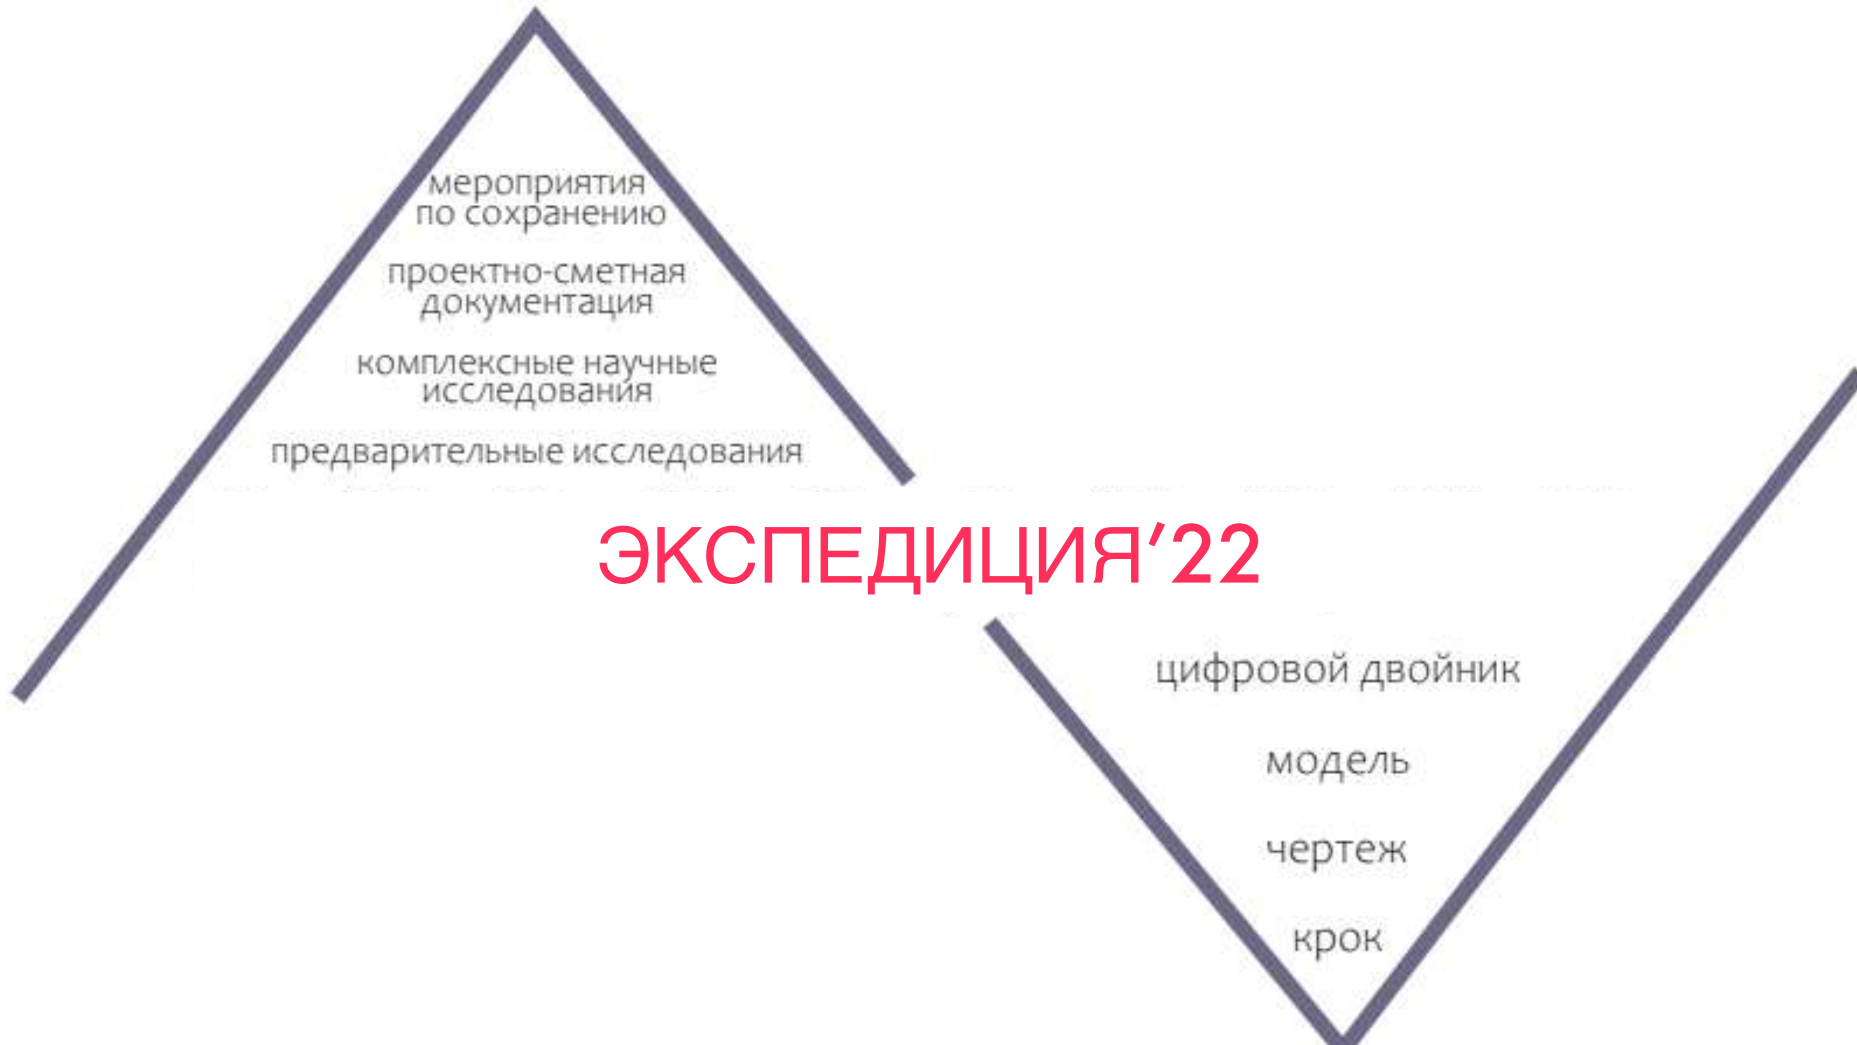 мероприятия
по сохранению
проектно-сметная
документация
комплексные научные
исследования
предварительные исследования
ЭКСПЕДИЦИЯ’22
цифровой двойник
модель
чертеж
крок